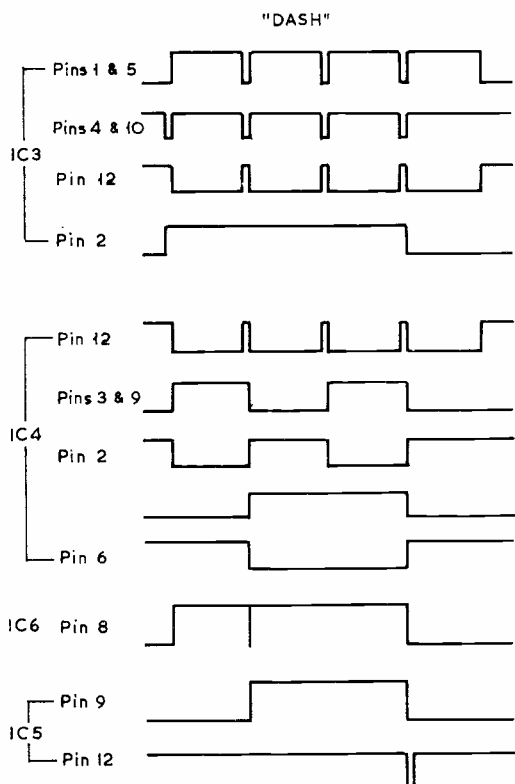 "DASH"
Pins 1 & 5
Pins 4 & 10
IC3
Pin 12
Pin 2
Pin 12
Pins 3 & 9
IC4
Pin 2
Pin 6
IC6 Pin 8
Pin 9
IC5
Pin 12